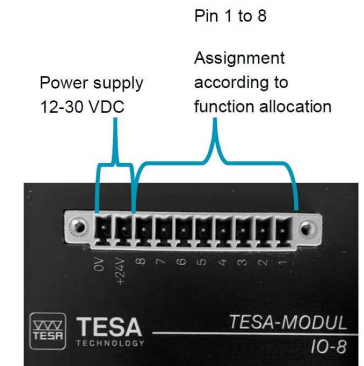 Pin 1 to 8
Assignment
according to
function allocation
Power supply
12-30 VDC
0V +24V 8 7 6 5 4 3 2 1
TESA
TESA
TECHNOLOGY
TESA-MODUL
IO-8